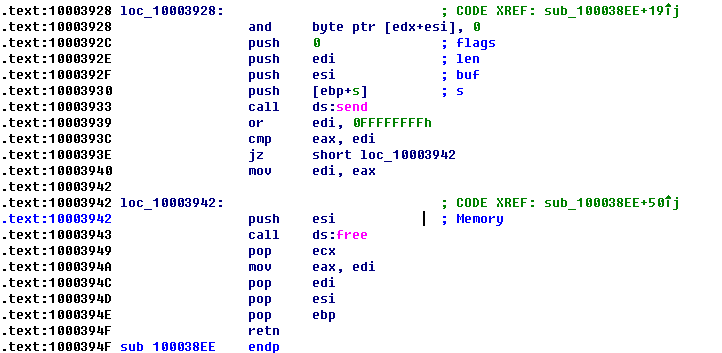 .text:10003928 loc_10003928: ; CODE XREF: sub_100038EE+19↑j
.text:10003928 and byte ptr [edx+esi], 0
.text:1000392C push 0 ; flags
.text:1000392E push edi ; len
.text:1000392F push esi ; buf
.text:10003930 push [ebp+s] ; s
.text:10003933 call ds:send
.text:10003939 or edi, 0FFFFFFFFh
.text:1000393C cmp eax, edi
.text:1000393E jz short loc_10003942
.text:10003940 mov edi, eax
.text:10003942
.text:10003942 loc_10003942: ; CODE XREF: sub_100038EE+50↑j
.text:10003942 push esi ; Memory
.text:10003943 call ds:free
.text:10003949 pop ecx
.text:1000394A mov eax, edi
.text:1000394C pop edi
.text:1000394D pop esi
.text:1000394E pop ebp
.text:1000394F retn
.text:1000394F sub_100038EE endp